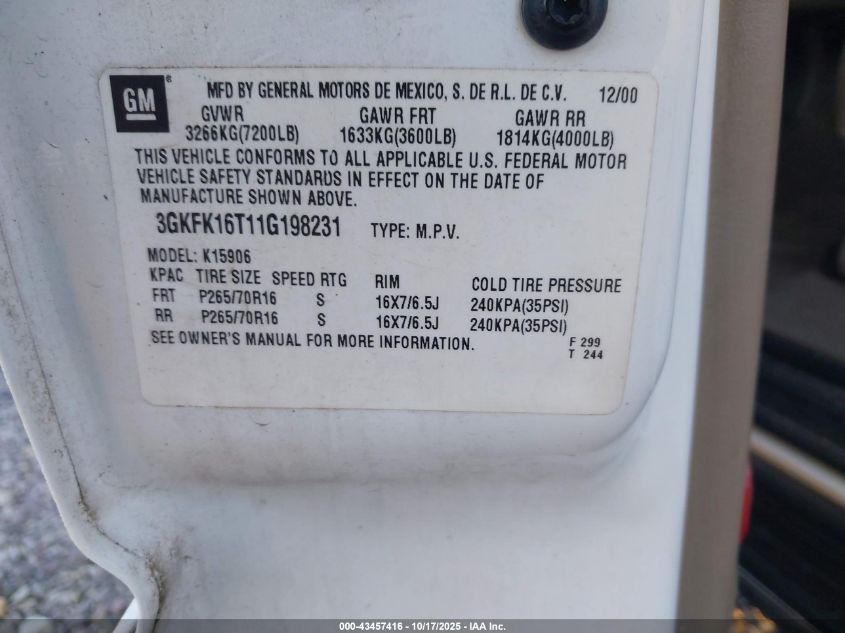 GM ® MFD BY GENERAL MOTORS DE MEXICO, S. DE R.L. DE C.V. 12/00
GVWR GAWR FRT GAWR RR
3266KG(7200LB) 1633KG(3600LB) 1814KG(4000LB)
THIS VEHICLE CONFORMS TO ALL APPLICABLE U.S. FEDERAL MOTOR
VEHICLE SAFETY STANDARDS IN EFFECT ON THE DATE OF
MANUFACTURE SHOWN ABOVE.
3GKFK16T11G198231 TYPE: M.P.V.
MODEL: K15906
KPAC TIRE SIZE SPEED RTG RIM COLD TIRE PRESSURE
FRT P265/70R16 S 16X7/6.5J 240KPA(35PSI)
RR P265/70R16 S 16X7/6.5J 240KPA(35PSI)
SEE OWNER'S MANUAL FOR MORE INFORMATION. F 299
T 244
000-43457416 - 10/17/2025 - IAA Inc.